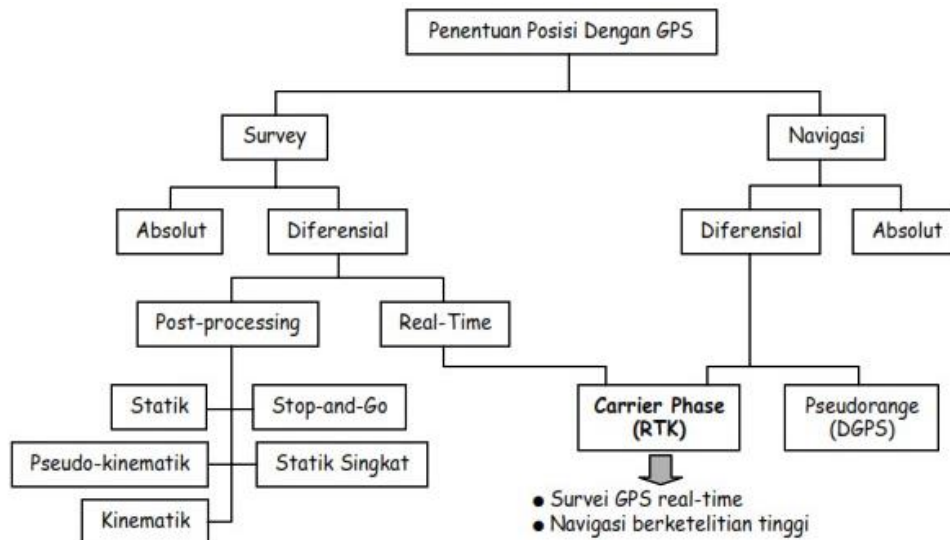 Penentuan Posisi Dengan GPS
Survey
Navigasi
Absolut
Diferensial
Diferensial
Absolut
Post-processing
Real-Time
Statik
Stop-and-Go
Carrier Phase
(RTK)
Pseudorange
(DGPS)
Pseudo-kinematik
Statik Singkat
Kinematik
● Survei GPS real-time
● Navigasi berketelitian tinggi